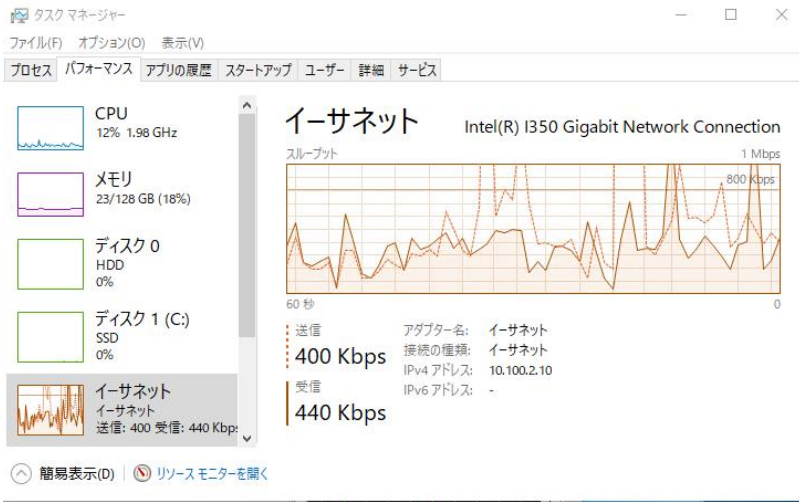 タスク マネージャー
ファイル(F) オプション(O) 表示(V)
プロセス パフォーマンス アプリの履歴 スタートアップ ユーザー 詳細 サービス
CPU
12% 1.98 GHz
メモリ
23/128 GB (18%)
ディスク 0
HDD
0%
ディスク 1 (C:)
SSD
0%
イーサネット
イーサネット
送信: 400 受信: 440 Kbps
イーサネット Intel(R) I350 Gigabit Network Connection
スループット 1 Mbps
800 Kbps
60 秒 0
送信
400 Kbps
受信
440 Kbps
アダプター名: イーサネット
接続の種類: イーサネット
IPv4 アドレス: 10.100.2.10
IPv6 アドレス: -
簡易表示(D) リソース モニターを開く